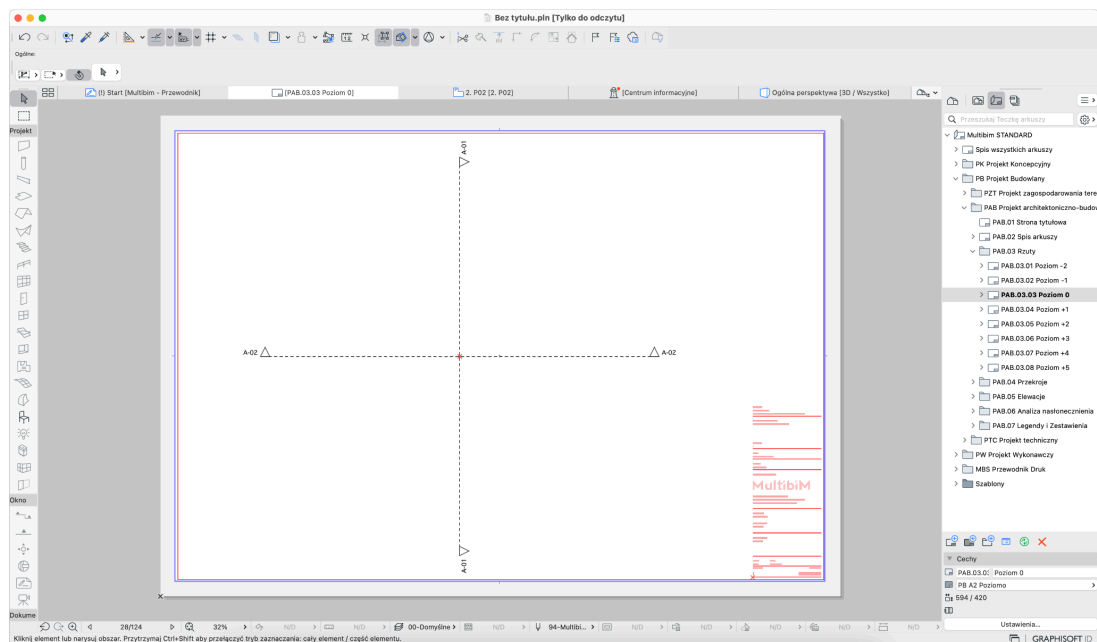 Bez tytułu.pln [Tylko do odczytu]
Ogólne:
(!) Start [Multibim - Przewodnik]
[PAB.03.03 Poziom 0]
2. P02 [2. P02]
[Centrum informacyjne]
Ogólna perspektywa [3D / Wszystko]
Projekt
Okno
Dokume
A-01
A-02
A-02
A-01
MultibiM
Przeszukaj Teczkę arkuszy
Multibim STANDARD
Spis wszystkich arkuszy
PK Projekt Koncepcyjny
PB Projekt Budowlany
PZT Projekt zagospodarowania tere
PAB Projekt architektoniczno-budow
PAB.01 Strona tytułowa
PAB.02 Spis arkuszy
PAB.03 Rzuty
PAB.03.01 Poziom -2
PAB.03.02 Poziom -1
PAB.03.03 Poziom 0
PAB.03.04 Poziom +1
PAB.03.05 Poziom +2
PAB.03.06 Poziom +3
PAB.03.07 Poziom +4
PAB.03.08 Poziom +5
PAB.04 Przekroje
PAB.05 Elewacje
PAB.06 Analiza nasłonecznienia
PAB.07 Legendy i Zestawienia
PTC Projekt techniczny
PW Projekt Wykonawczy
MBS Przewodnik Druk
Szablony
Cechy
PAB.03.0: Poziom 0
PB A2 Poziomo
594 / 420
Ustawienia...
28/124 32% N/D N/D 00-Domyślne N/D 94-Multibi... N/D N/D N/D N/D N/D
Kliknij element lub narysuj obszar. Przytrzymaj Ctrl+Shift aby przełączyć tryb zaznaczania: cały element / część elementu.
GRAPHISOFT ID